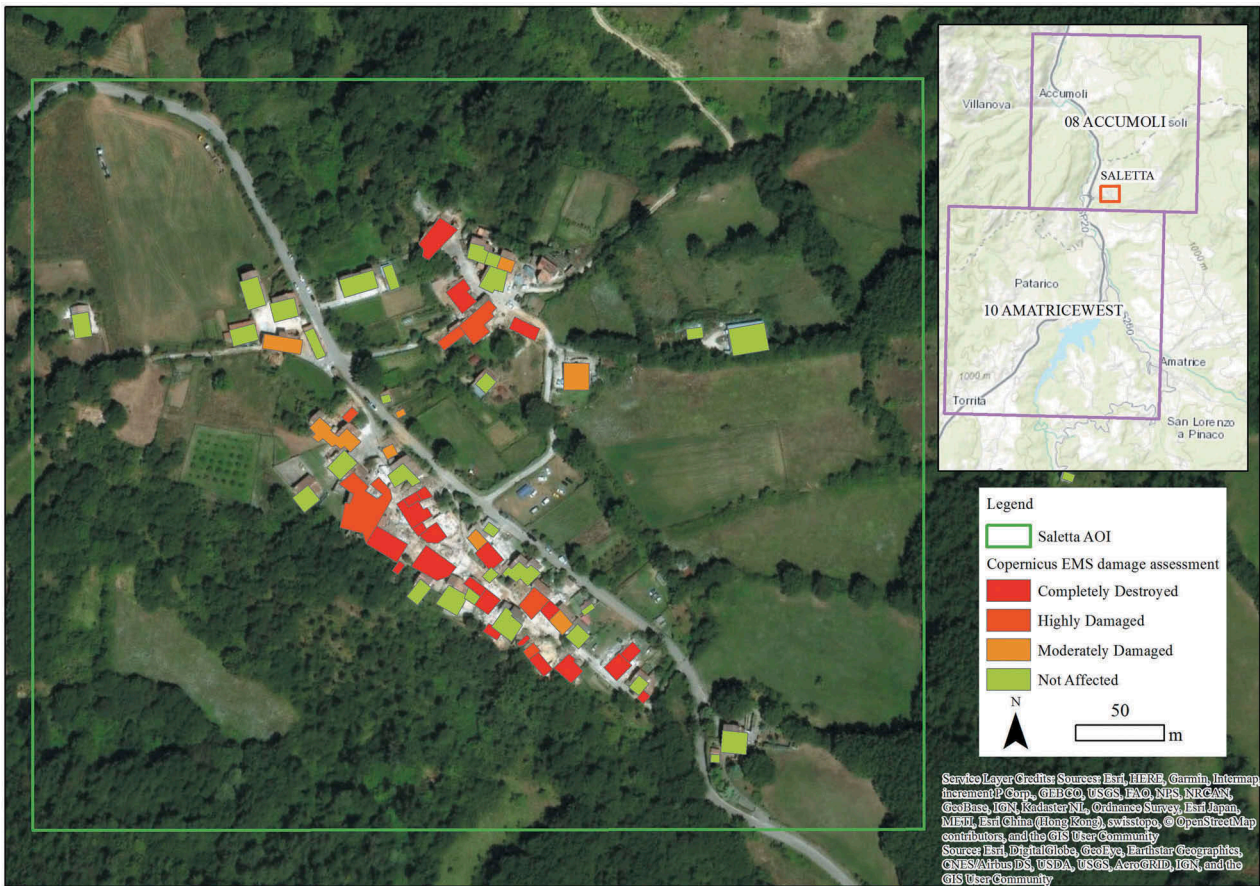 Accumoli
Villanova
08 ACCUMOLI soli
SALETTA
SR20
1000 m
Patarico
10 AMATRICEWEST
S260
Amatrice
1000 m
Torrita
San Lorenzo
a Pinaco
Legend
Saletta AOI
Copernicus EMS damage assessment
Completely Destroyed
Highly Damaged
Moderately Damaged
Not Affected
N
50
m
Service Layer Credits: Sources: Esri, HERE, Garmin, Intermap,
increment P Corp., GEBCO, USGS, FAO, NPS, NRCAN,
GeoBase, IGN, Kadaster NL, Ordnance Survey, Esri Japan,
METI, Esri China (Hong Kong), swisstopo, © OpenStreetMap
contributors, and the GIS User Community
Source: Esri, DigitalGlobe, GeoEye, Earthstar Geographics,
CNES/Airbus DS, USDA, USGS, AeroGRID, IGN, and the
GIS User Community